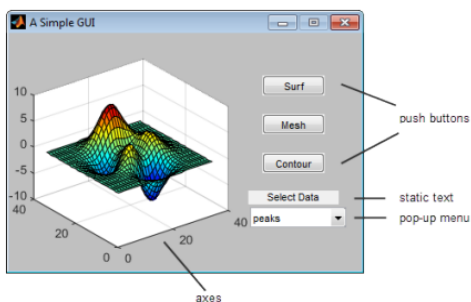 A Simple GUI
10
5
0
-5
-10
40
20
0
0
20
40
Surf
Mesh
Contour
Select Data
peaks
push buttons
static text
pop-up menu
axes